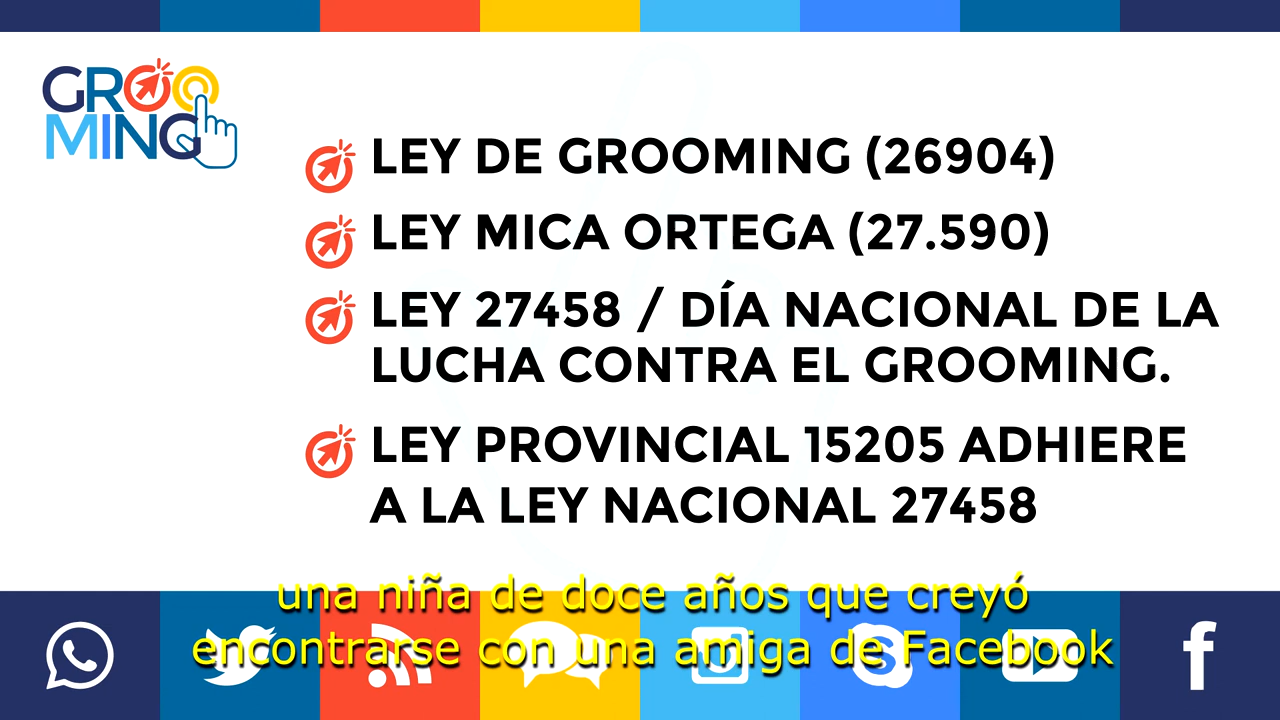 GROO
MING
LEY DE GROOMING (26904)
LEY MICA ORTEGA (27.590)
LEY 27458 / DÍA NACIONAL DE LA
LUCHA CONTRA EL GROOMING.
LEY PROVINCIAL 15205 ADHIERE
A LA LEY NACIONAL 27458
una niña de doce años que creyó
encontrarse con una amiga de Facebook